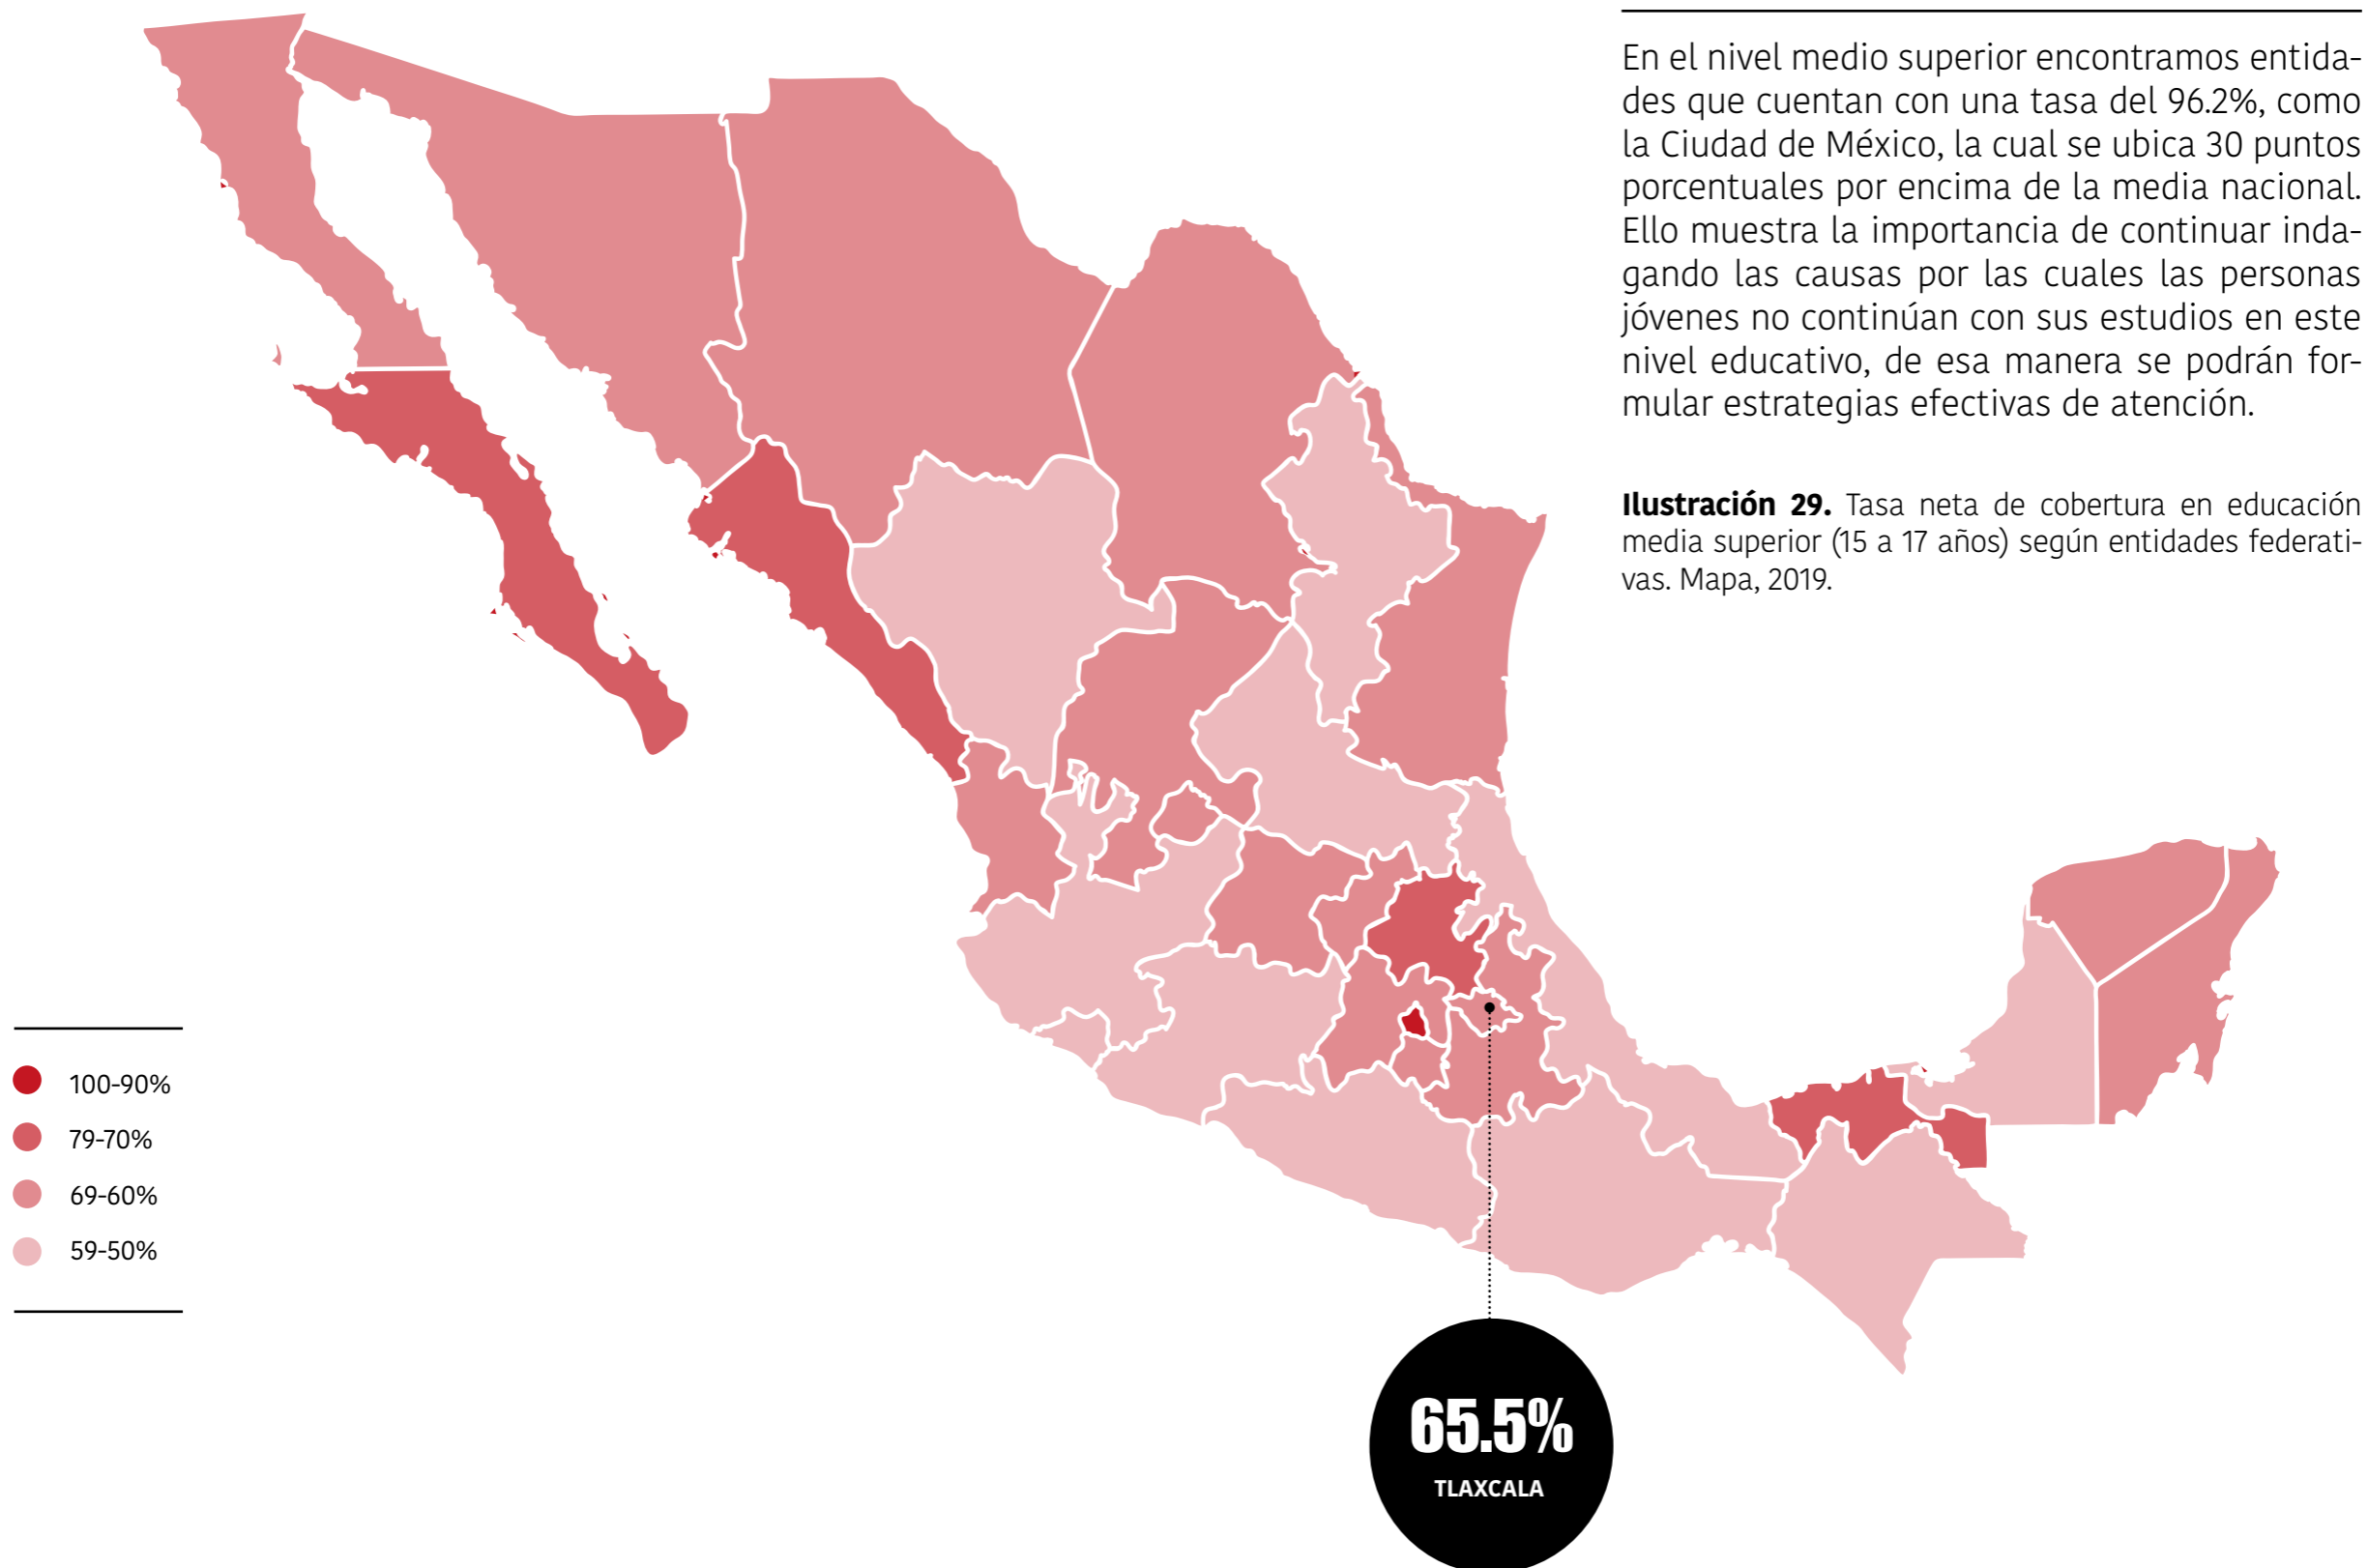 En el nivel medio superior encontramos entida-
des que cuentan con una tasa del 96.2%, como
la Ciudad de México, la cual se ubica 30 puntos
porcentuales por encima de la media nacional.
Ello muestra la importancia de continuar inda-
gando las causas por las cuales las personas
jóvenes no continúan con sus estudios en este
nivel educativo, de esa manera se podrán for-
mular estrategias efectivas de atención.
Ilustración 29. Tasa neta de cobertura en educación
media superior (15 a 17 años) según entidades federati-
vas. Mapa, 2019.
100-90%
79-70%
69-60%
59-50%
65.5%
TLAXCALA